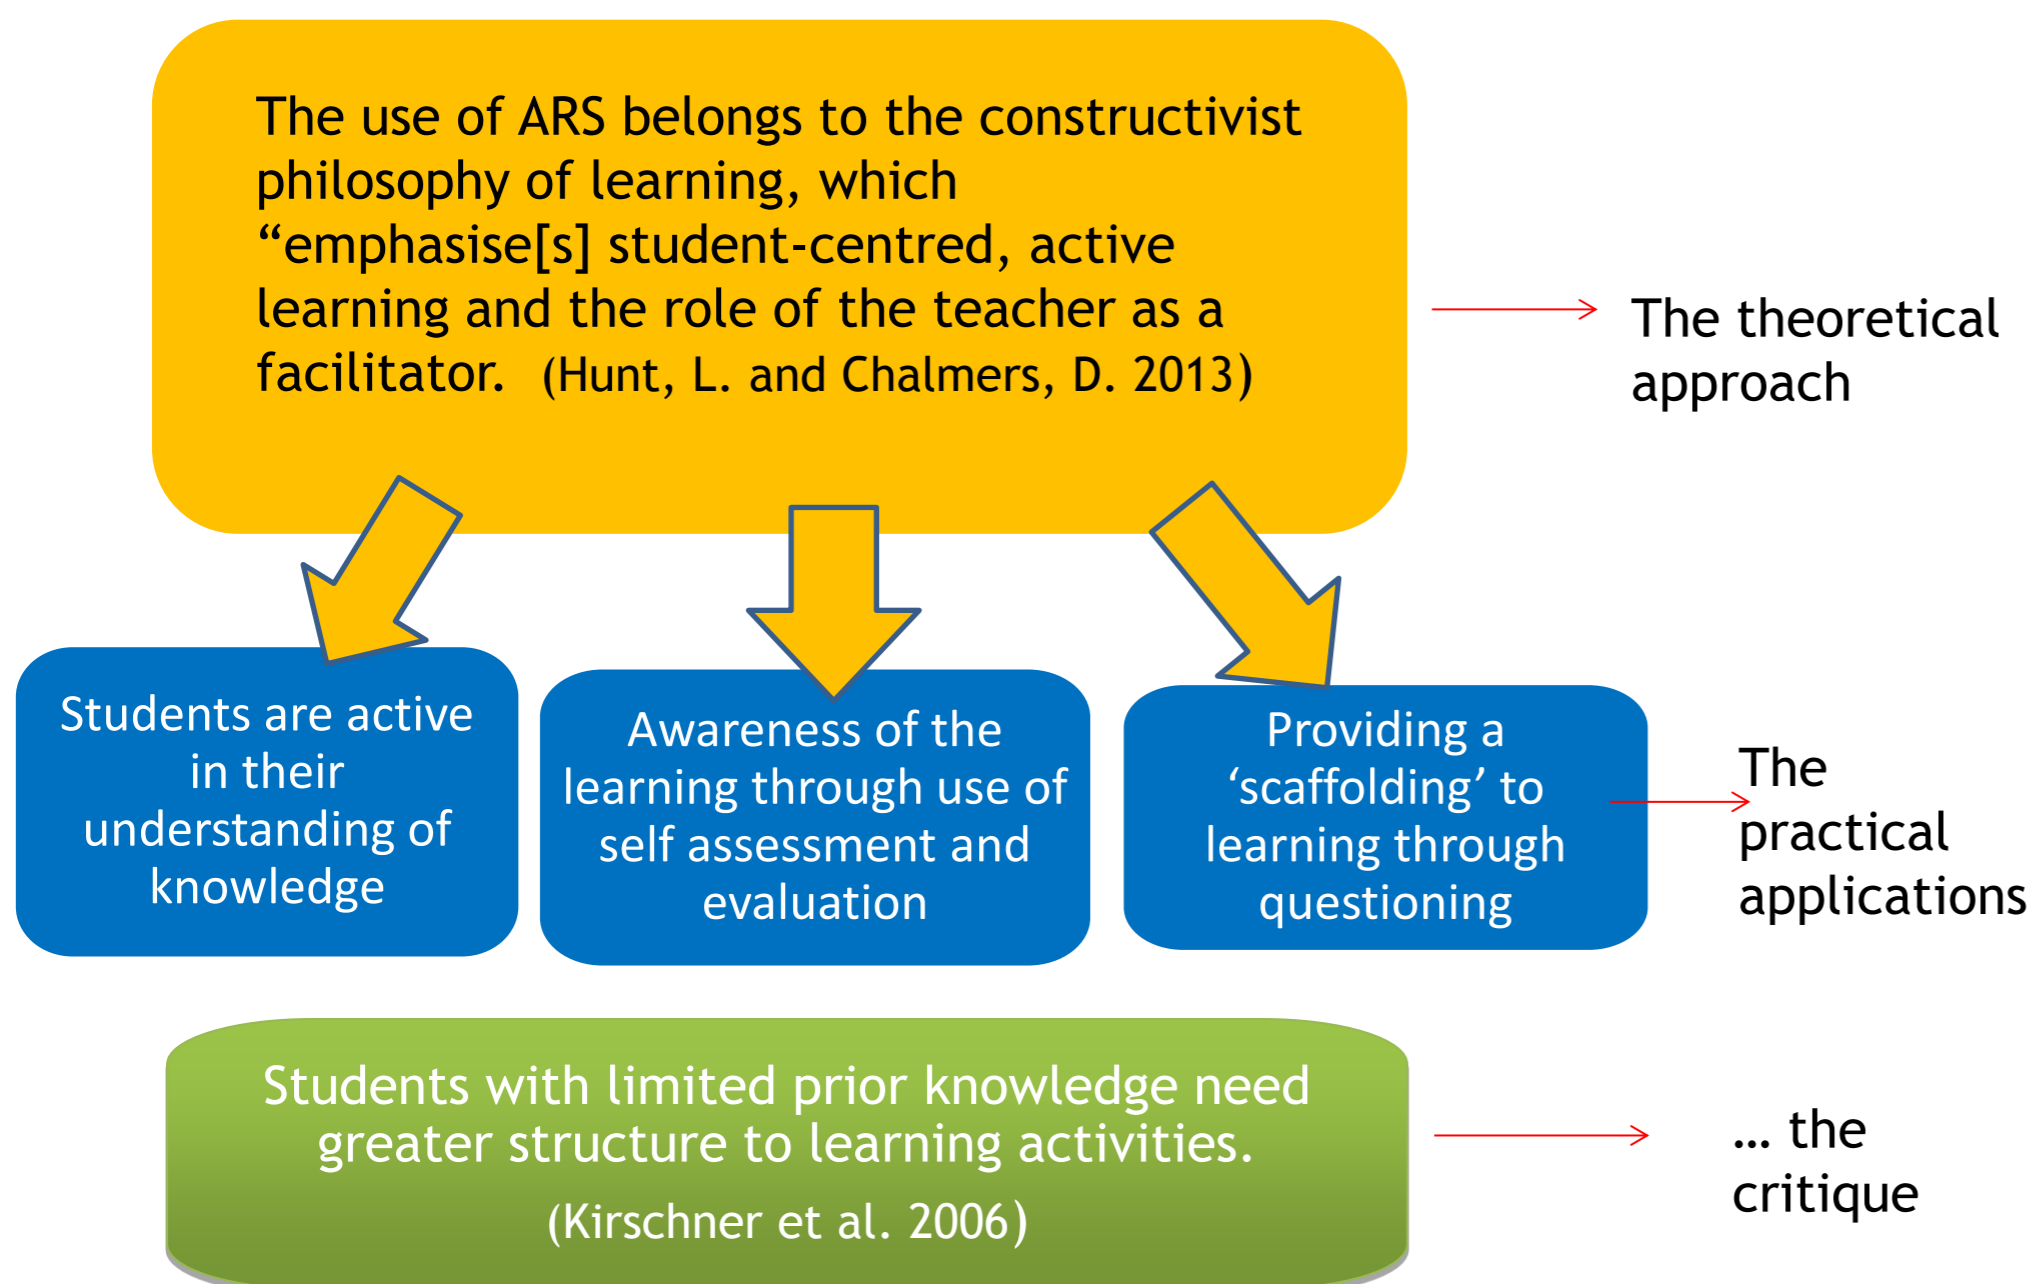 The use of ARS belongs to the constructivist
philosophy of learning, which
“emphasise[s] student-centred, active
learning and the role of the teacher as a
facilitator. (Hunt, L. and Chalmers, D. 2013)
The theoretical
approach
Students are active
in their
understanding of
knowledge
Awareness of the
learning through use of
self assessment and
evaluation
Providing a
‘scaffolding’ to
learning through
questioning
The
practical
applications
Students with limited prior knowledge need
greater structure to learning activities.
(Kirschner et al. 2006)
… the
critique